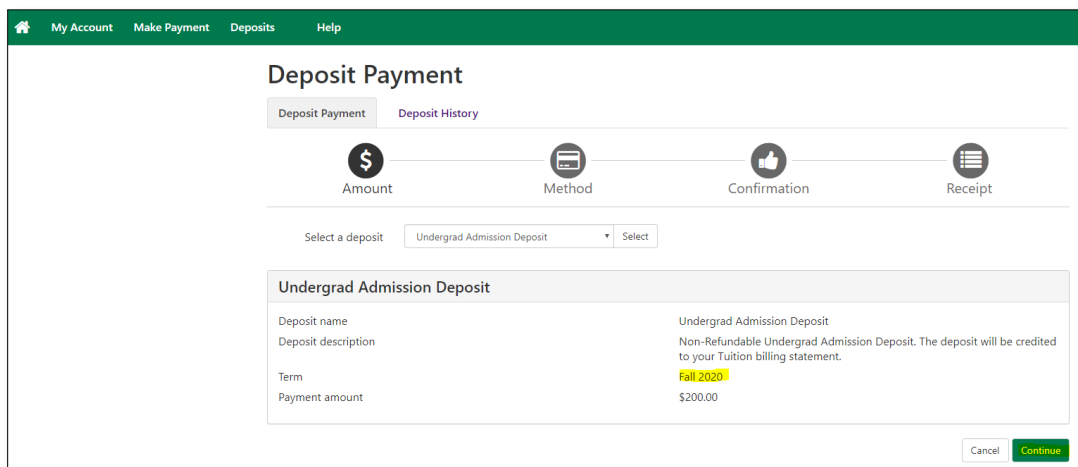 My Account Make Payment Deposits Help
Deposit Payment
Deposit Payment Deposit History
$
Amount Method Confirmation Receipt
Select a deposit Undergrad Admission Deposit Select
Undergrad Admission Deposit
Deposit name Undergrad Admission Deposit
Deposit description Non-Refundable Undergrad Admission Deposit. The deposit will be credited
to your Tuition billing statement.
Term Fall 2020
Payment amount $200.00
Cancel Continue